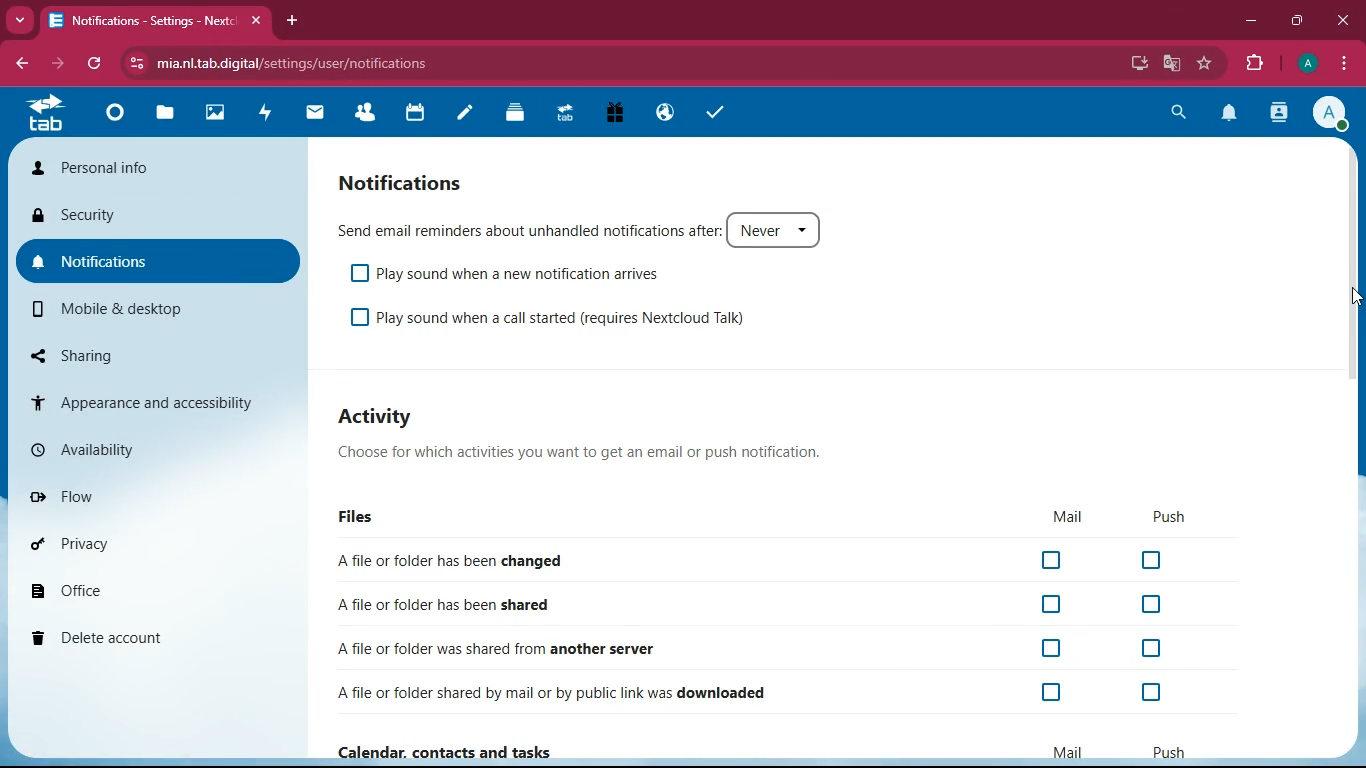 Notifications - Settings - Nextcl
mia.nl.tab.digital/settings/user/notifications
A
tab
tab
A
Personal info
Security
Notifications
Mobile & desktop
Sharing
Appearance and accessibility
Availability
Flow
Privacy
Office
Delete account
Notifications
Send email reminders about unhandled notifications after: Never
Play sound when a new notification arrives
Play sound when a call started (requires Nextcloud Talk)
Activity
Choose for which activities you want to get an email or push notification.
Files Mail Push
A file or folder has been changed
A file or folder has been shared
A file or folder was shared from another server
A file or folder shared by mail or by public link was downloaded
Calendar, contacts and tasks Mail Push